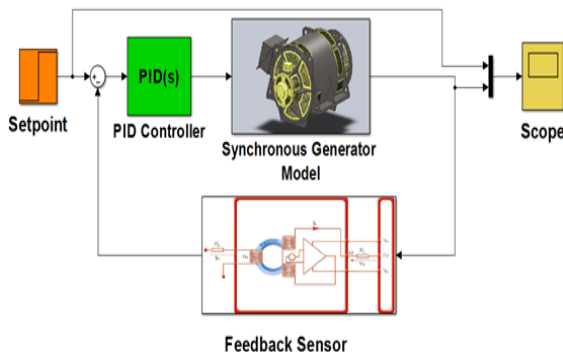 PID(s)
Setpoint
PID Controller
Synchronous Generator
Model
Scope
Feedback Sensor